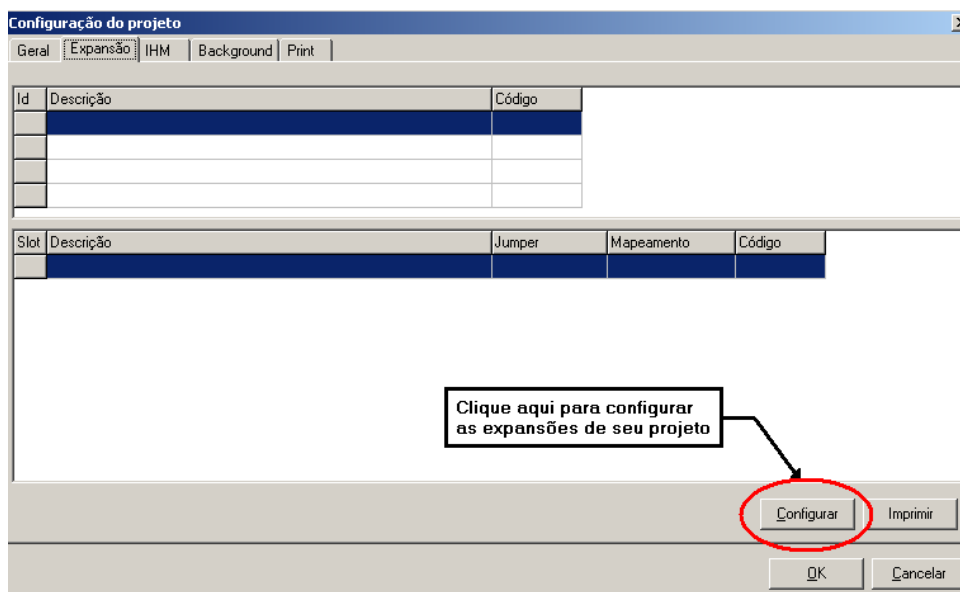 Configuração do projeto
Geral Expansão IHM Background Print
Id Descrição Código
Slot Descrição Jumper Mapeamento Código
Clique aqui para configurar
as expansões de seu projeto
Configurar Imprimir
OK Cancelar